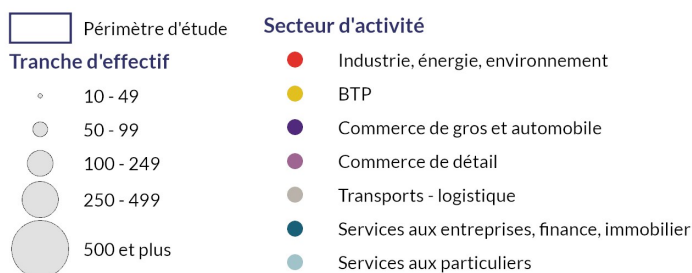 Périmètre d'étude
Tranche d'effectif
10 - 49
50 - 99
100 - 249
250 - 499
500 et plus
Secteur d'activité
Industrie, énergie, environnement
BTP
Commerce de gros et automobile
Commerce de détail
Transports - logistique
Services aux entreprises, finance, immobilier
Services aux particuliers